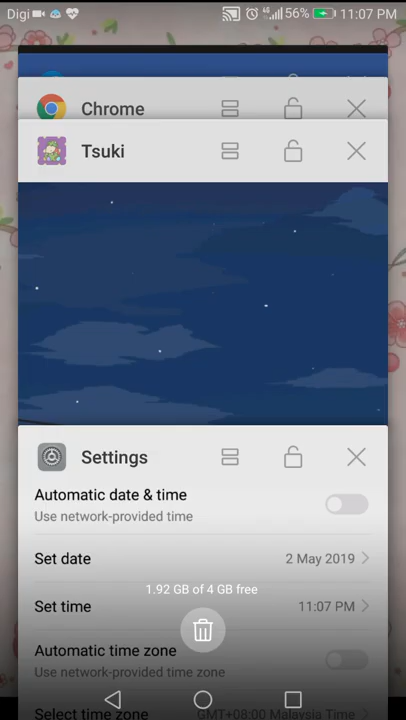 Digi 4G 56% 11:07 PM
Chrome
Tsuki
Settings
Automatic date & time
Use network-provided time
Set date 2 May 2019
1.92 GB of 4 GB free
Set time 11:07 PM
Automatic time zone
Use network-provided time zone
Select time zone GMT+08:00 Malaysia Time